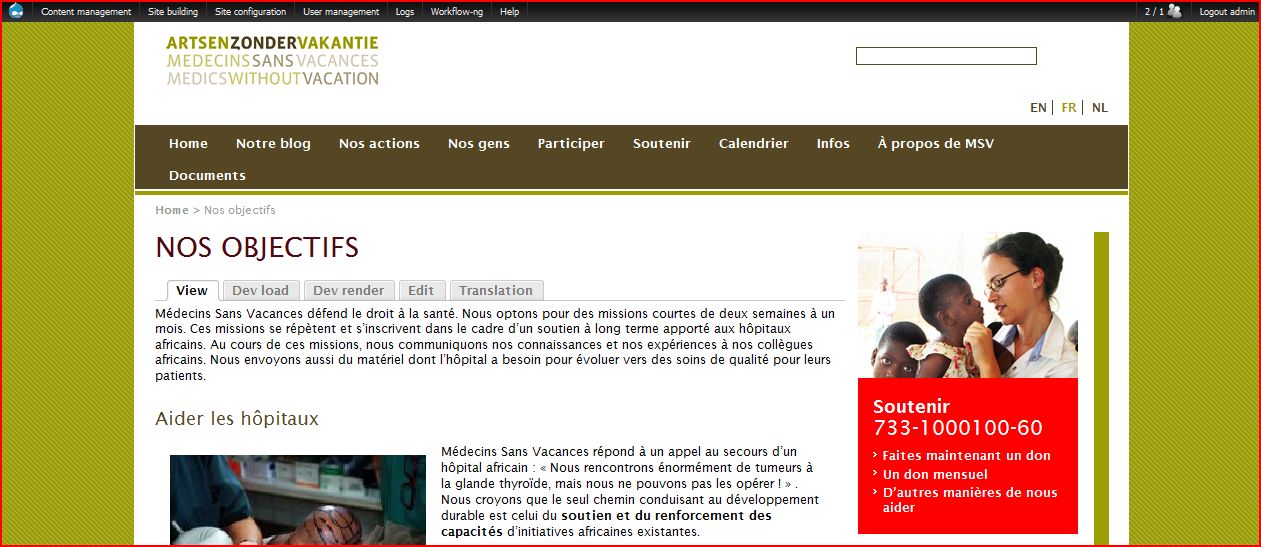 Content management Site building Site configuration User management Logs Workflow-ng Help 2 / 1 Logout admin
ARTSENZONDERVAKANTIE
MEDECINSSANSVACANCES
MEDICSWITHOUTVACATION
EN FR NL
Home Notre blog Nos actions Nos gens Participer Soutenir Calendrier Infos À propos de MSV
Documents
Home > Nos objectifs
NOS OBJECTIFS
View Dev load Dev render Edit Translation
Médecins Sans Vacances défend le droit à la santé. Nous optons pour des missions courtes de deux semaines à un
mois. Ces missions se répètent et s’inscrivent dans le cadre d’un soutien à long terme apporté aux hôpitaux
africains. Au cours de ces missions, nous communiquons nos connaissances et nos expériences à nos collègues
africains. Nous envoyons aussi du matériel dont l’hôpital a besoin pour évoluer vers des soins de qualité pour leurs
patients.
Aider les hôpitaux
Médecins Sans Vacances répond à un appel au secours d’un
hôpital africain : « Nous rencontrons énormément de tumeurs à
la glande thyroïde, mais nous ne pouvons pas les opérer ! » .
Nous croyons que le seul chemin conduisant au développement
durable est celui du soutien et du renforcement des
capacités d’initiatives africaines existantes.
Soutenir
733-1000100-60
› Faites maintenant un don
› Un don mensuel
› D’autres manières de nous
aider